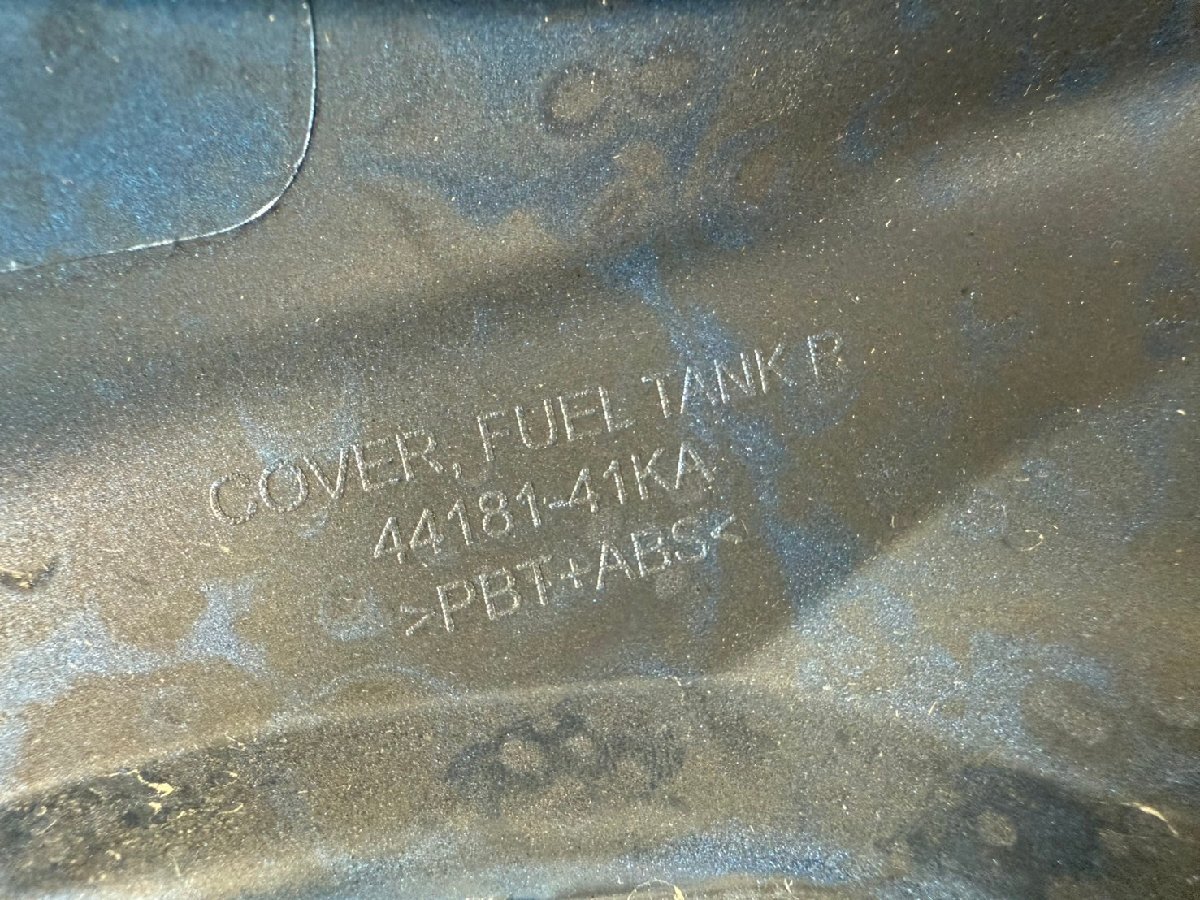 COVER, FUEL TANK R
44181-41KA
>PBT+ABS<